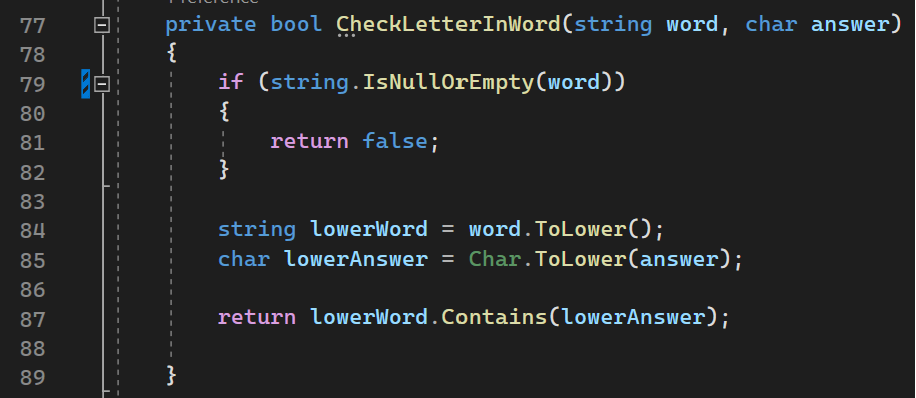 1 reference
77 private bool CheckLetterInWord(string word, char answer)
78 {
79 if (string.IsNullOrEmpty(word))
80 {
81 return false;
82 }
83
84 string lowerWord = word.ToLower();
85 char lowerAnswer = Char.ToLower(answer);
86
87 return lowerWord.Contains(lowerAnswer);
88
89 }